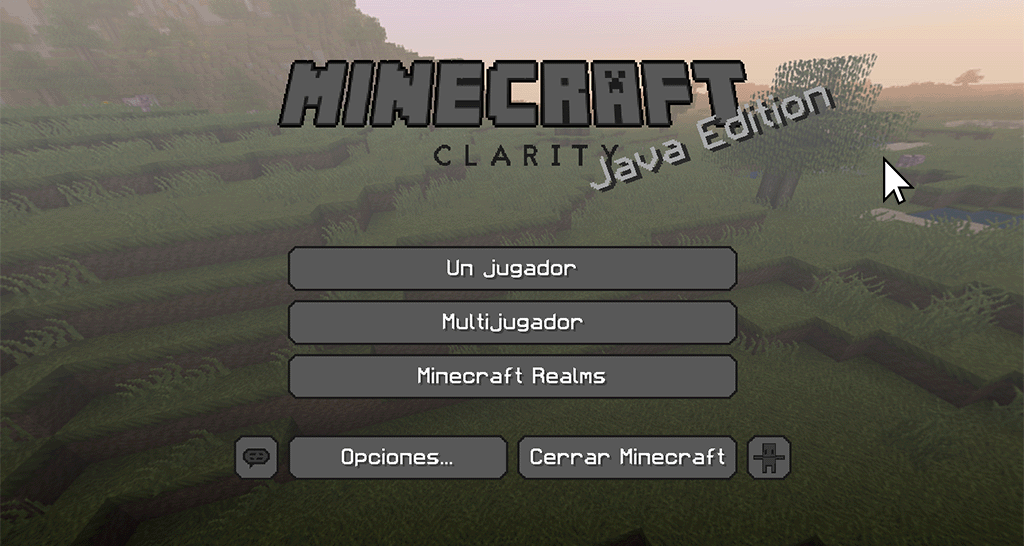 MINECRAFT
CLARITY
Java Edition
Un jugador
Multijugador
Minecraft Realms
Opciones...
Cerrar Minecraft